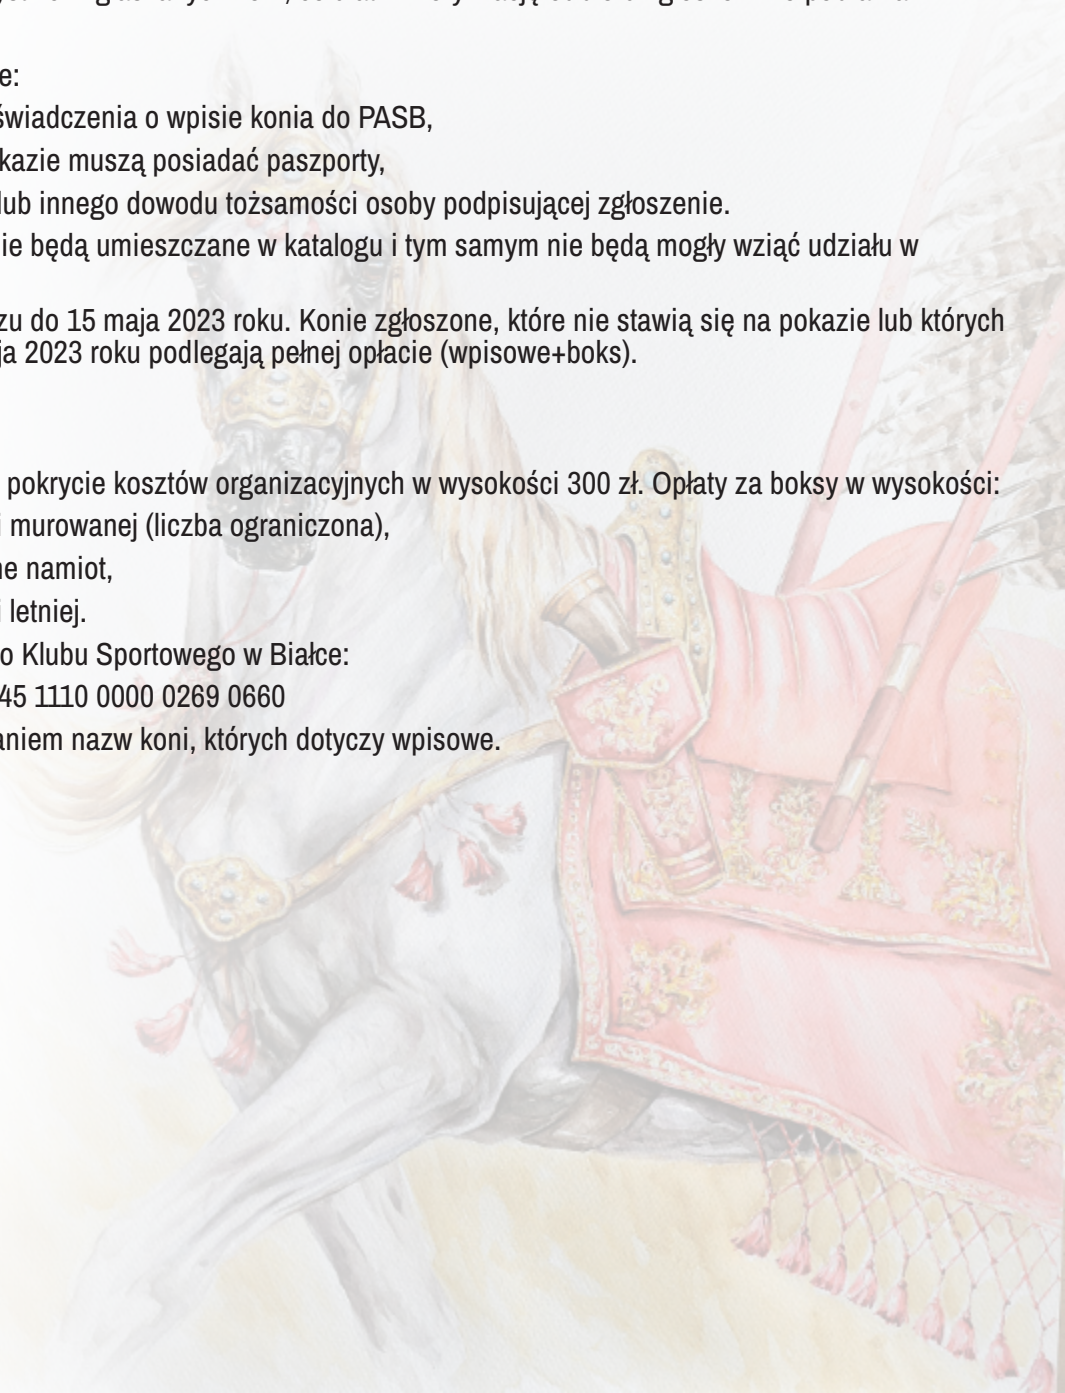 e:
świadczenia o wpisie konia do PASB,
kazie muszą posiadać paszporty,
lub innego dowodu tożsamości osoby podpisującej zgłoszenie.
ie będą umieszczane w katalogu i tym samym nie będą mogły wziąć udziału w
zu do 15 maja 2023 roku. Konie zgłoszone, które nie stawią się na pokazie lub których
ja 2023 roku podlegają pełnej opłacie (wpisowe+boks).
pokrycie kosztów organizacyjnych w wysokości 300 zł. Opłaty za boksy w wysokości:
i murowanej (liczba ograniczona),
ne namiot,
i letniej.
o Klubu Sportowego w Białce:
45 1110 0000 0269 0660
aniem nazw koni, których dotyczy wpisowe.